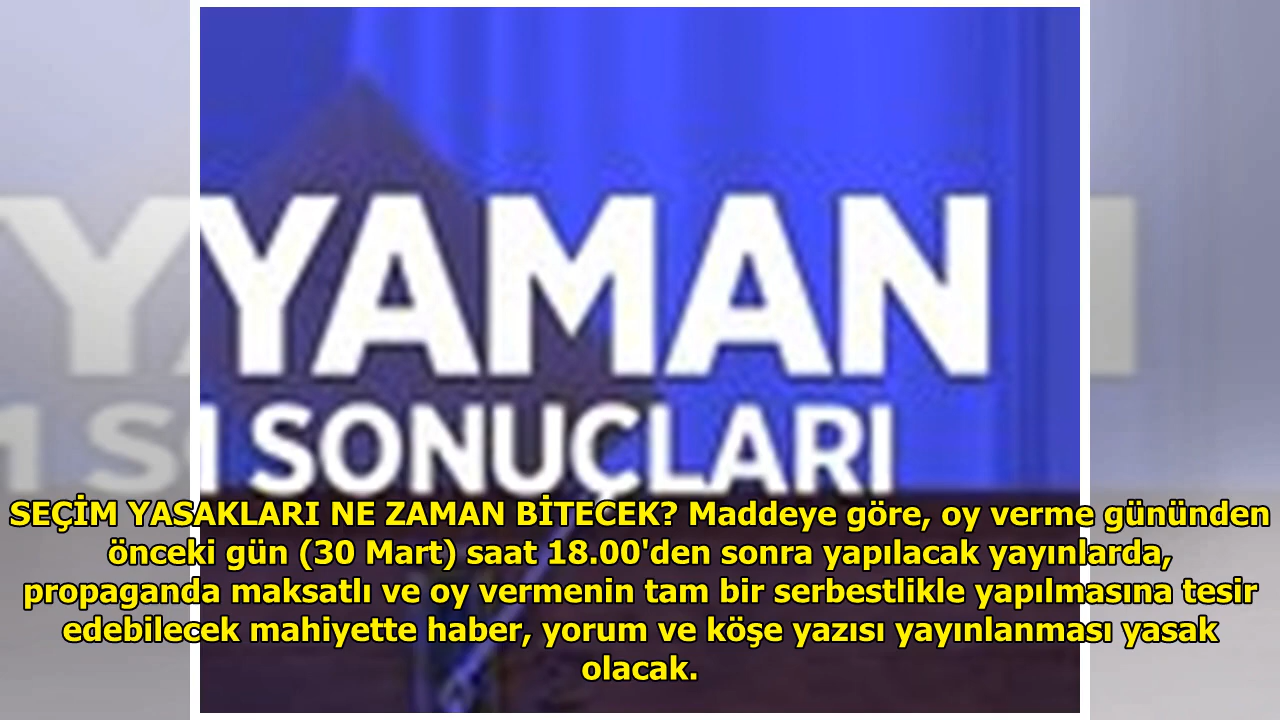 YAMAN
SONUÇLARI
SEÇİM YASAKLARI NE ZAMAN BİTECEK? Maddeye göre, oy verme gününden
önceki gün (30 Mart) saat 18.00'den sonra yapılacak yayınlarda,
propaganda maksatlı ve oy vermenin tam bir serbestlikle yapılmasına tesir
edebilecek mahiyette haber, yorum ve köşe yazısı yayınlanması yasak
olacak.